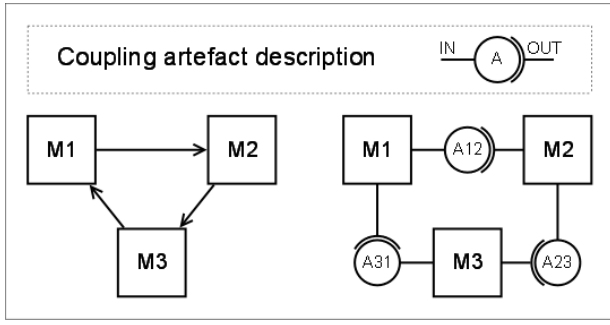 Coupling artefact description
IN A OUT
M1 M2
M3
M1 A12 M2
A31 M3 A23